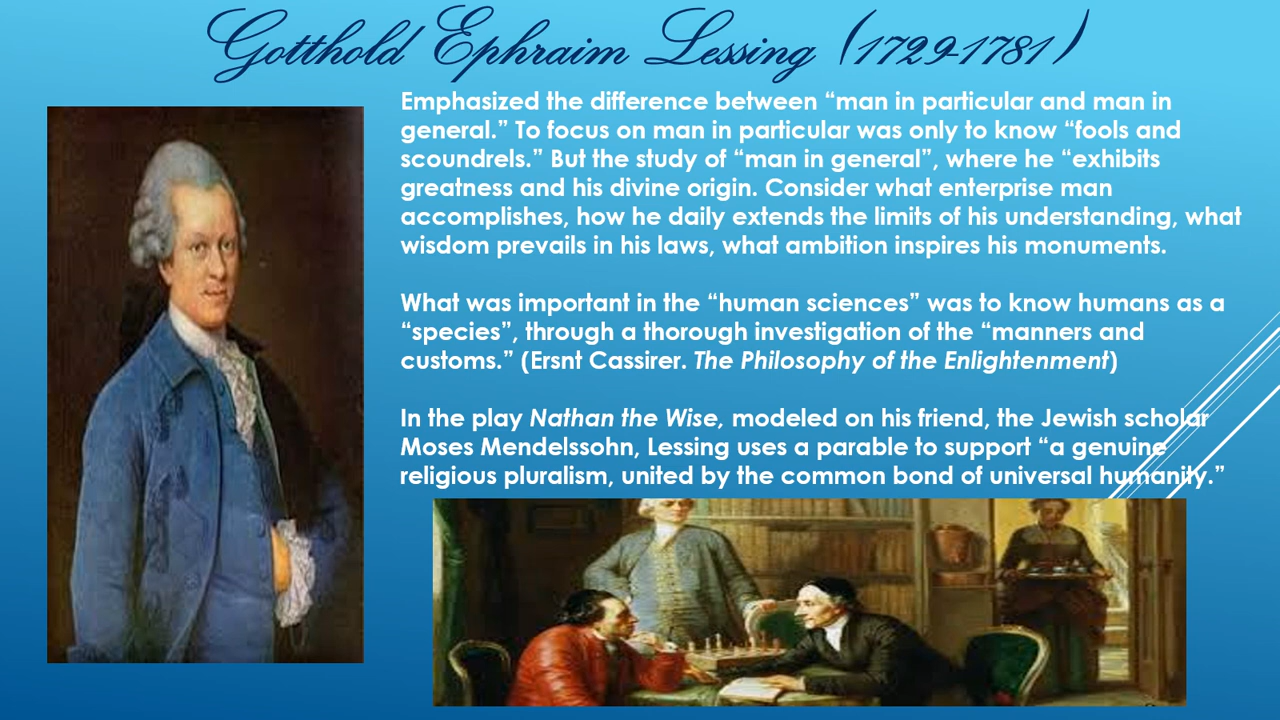 Gotthold Ephraim Lessing (1729-1781)
Emphasized the difference between “man in particular and man in
general.” To focus on man in particular was only to know “fools and
scoundrels.” But the study of “man in general”, where he “exhibits
greatness and his divine origin. Consider what enterprise man
accomplishes, how he daily extends the limits of his understanding, what
wisdom prevails in his laws, what ambition inspires his monuments.
What was important in the “human sciences” was to know humans as a
“species”, through a thorough investigation of the “manners and
customs.” (Ersnt Cassirer. The Philosophy of the Enlightenment)
In the play Nathan the Wise, modeled on his friend, the Jewish scholar
Moses Mendelssohn, Lessing uses a parable to support “a genuine
religious pluralism, united by the common bond of universal humanity.”